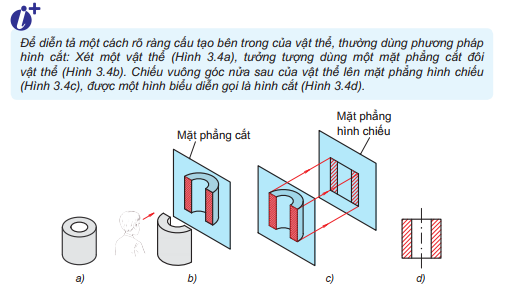 i+
Để diễn tả một cách rõ ràng cấu tạo bên trong của vật thể, thường dùng phương pháp
hình cắt: Xét một vật thể (Hình 3.4a), tưởng tượng dùng một mặt phẳng cắt đôi
vật thể (Hình 3.4b). Chiếu vuông góc nửa sau của vật thể lên mặt phẳng hình chiếu
(Hình 3.4c), được một hình biểu diễn gọi là hình cắt (Hình 3.4d).
Mặt phẳng
hình chiếu
Mặt phẳng cắt
a)
b)
c)
d)